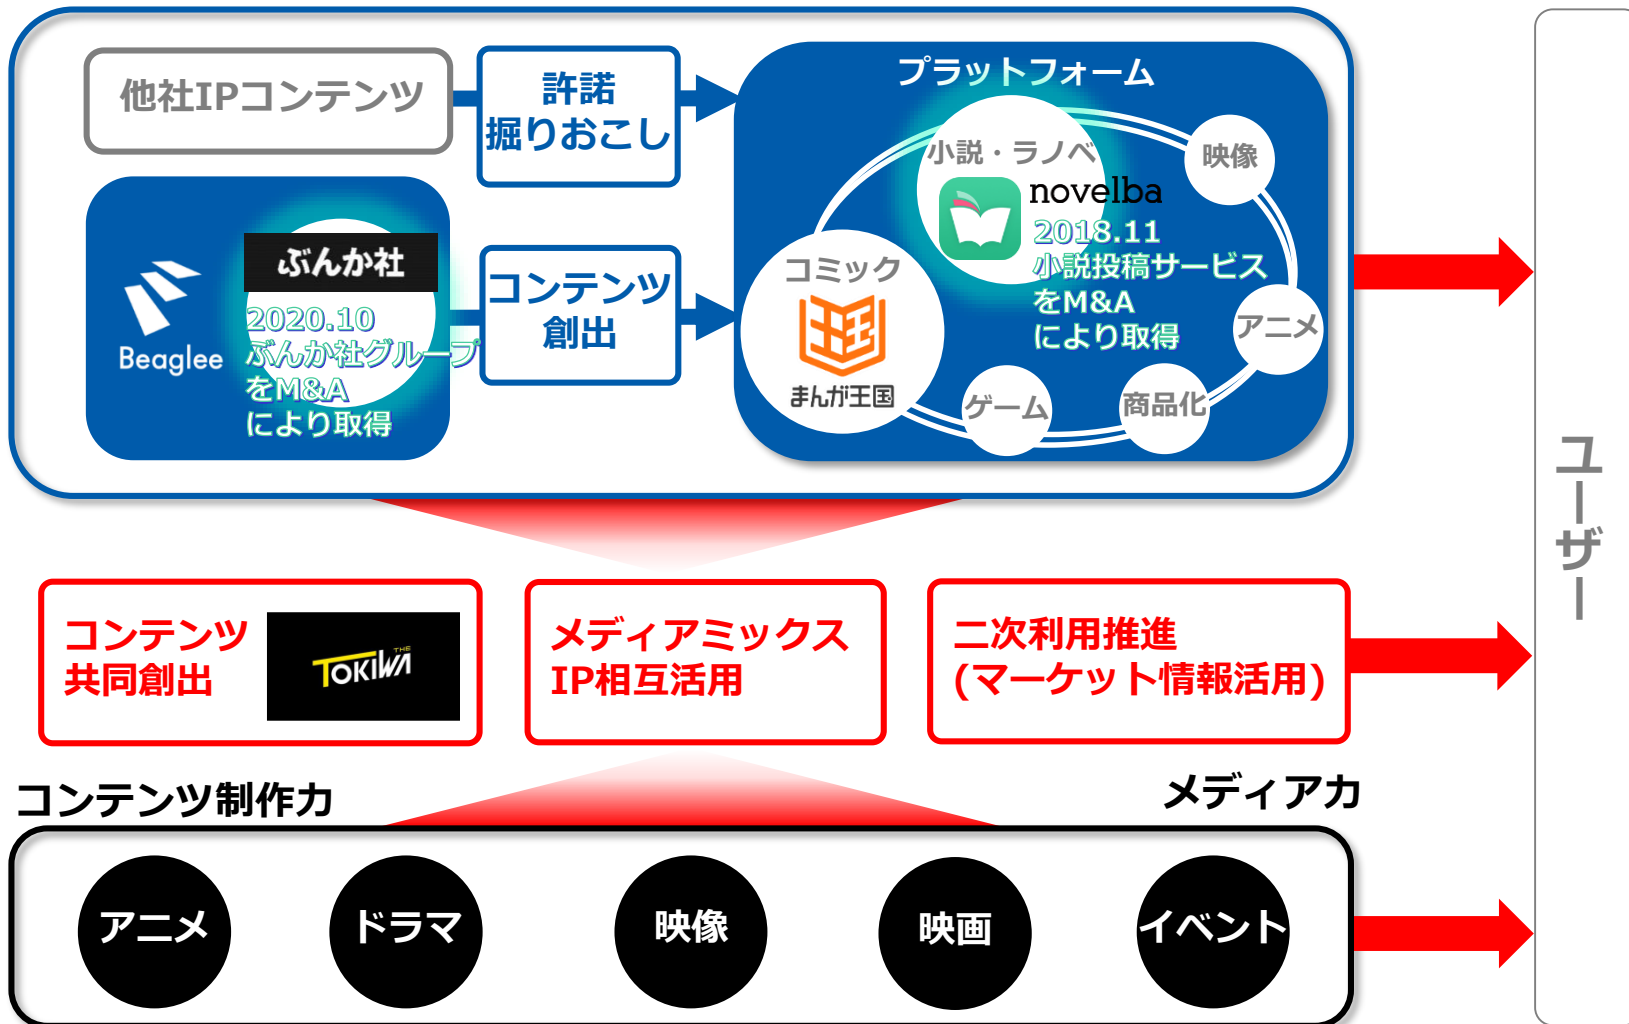 他社IPコンテンツ
許諾
掘りおこし
Beaglee
ぶんか社
2020.10
ぶんか社グループ
をM&A
により取得
コンテンツ
創出
プラットフォーム
小説・ラノベ
novelba
2018.11
小説投稿サービス
をM&A
により取得
映像
アニメ
商品化
ゲーム
コミック
王国
まんが王国
ユーザー
コンテンツ
共同創出
THE
TOKIWA
メディアミックス
IP相互活用
二次利用推進
(マーケット情報活用)
コンテンツ制作力
メディア力
アニメ
ドラマ
映像
映画
イベント